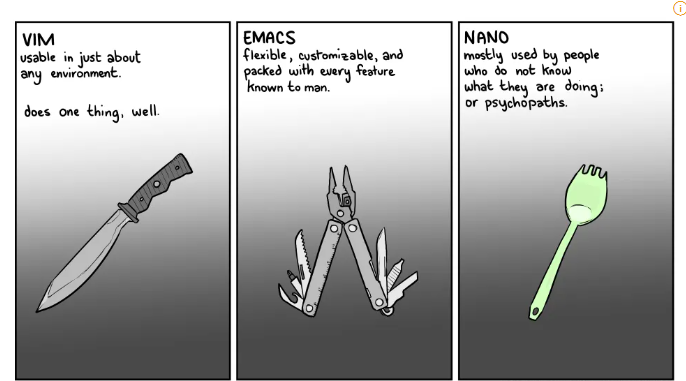 VIM
usable in just about
any environment.
does one thing, well.
EMACS
flexible, customizable, and
packed with every feature
known to man.
NANO
mostly used by people
who do not know
what they are doing;
or psychopaths.